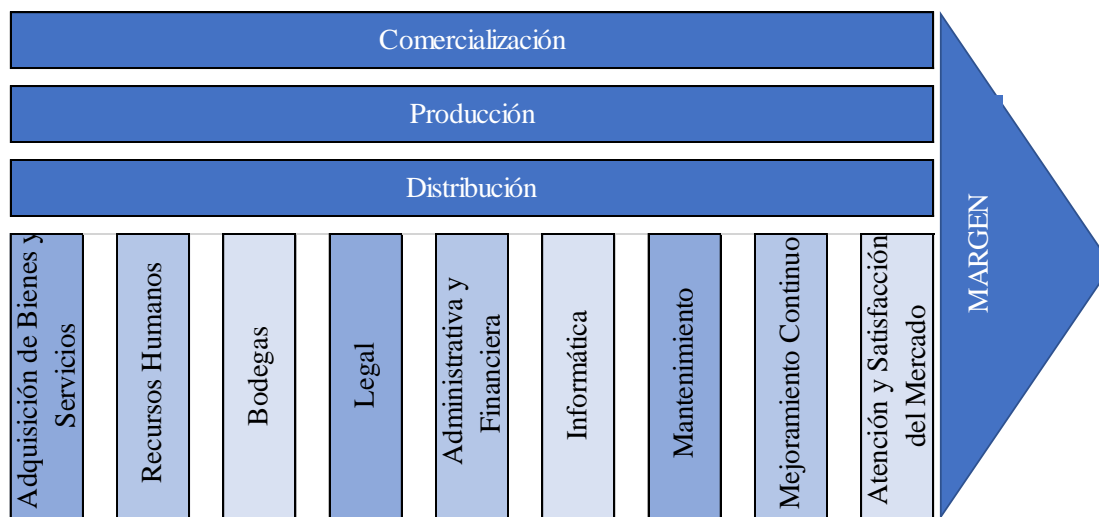 Comercialización
Producción
Distribución
Adquisición de Bienes y
Servicios
Recursos Humanos
Bodegas
Legal
Administrativa y
Financiera
Informática
Mantenimiento
Mejoramiento Continuo
Atención y Satisfacción
del Mercado
MARGEN